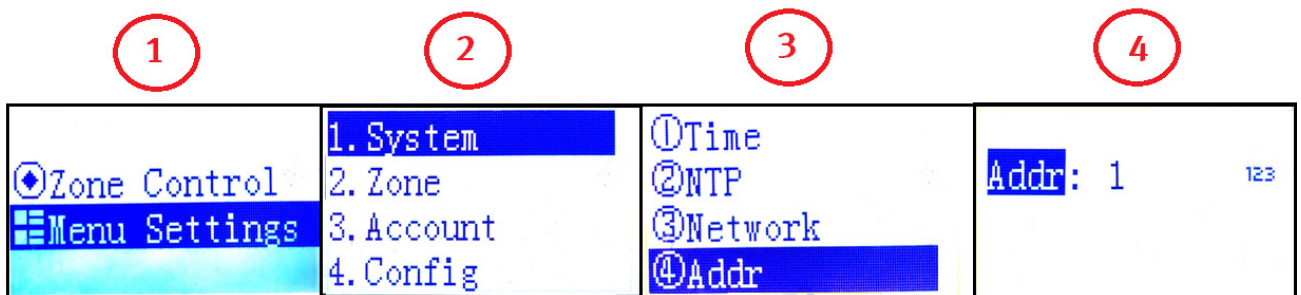 1
2
3
4
Zone Control
Menu Settings
1.System
2.Zone
3.Account
4.Config
①Time
②NTP
③Network
④Addr
Addr: 1 123